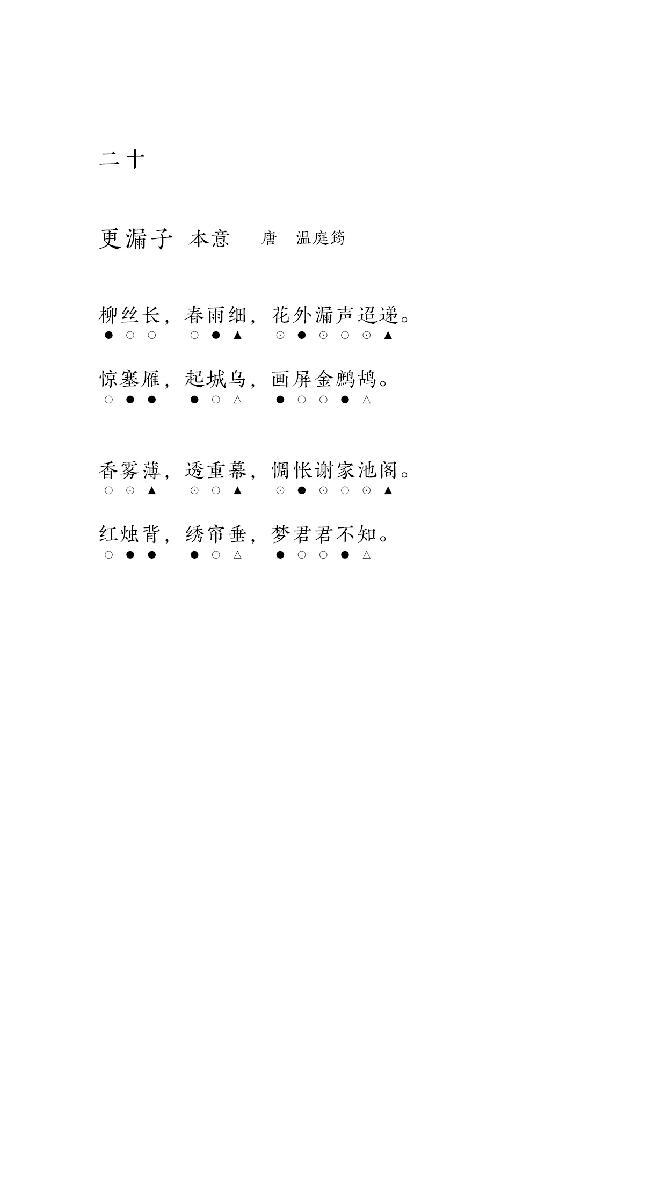 二十
更漏子 本意 唐 温庭筠
柳丝长，春雨细，花外漏声迢递。
●○○ ○●▲ ⊙●⊙○⊙▲
惊塞雁，起城乌，画屏金鹧鸪。
○●● ●○△ ●○○●△
香雾薄，透重幕，惆怅谢家池阁。
○⊙▲ ⊙○▲ ⊙●⊙○⊙▲
红烛背，绣帘垂，梦君君不知。
○●● ●○△ ●○○●△